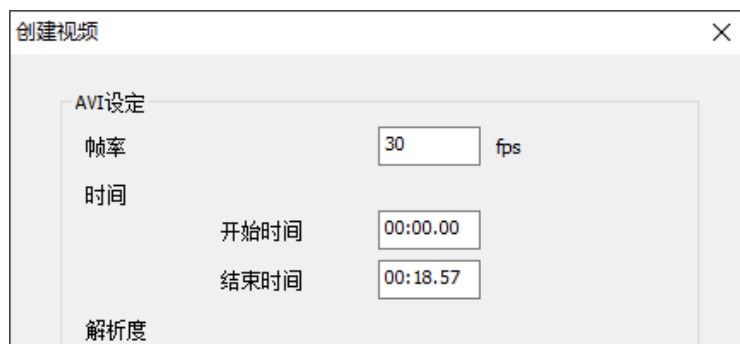 创建视频
AVI设定
帧率 30 fps
时间
开始时间 00:00.00
结束时间 00:18.57
解析度